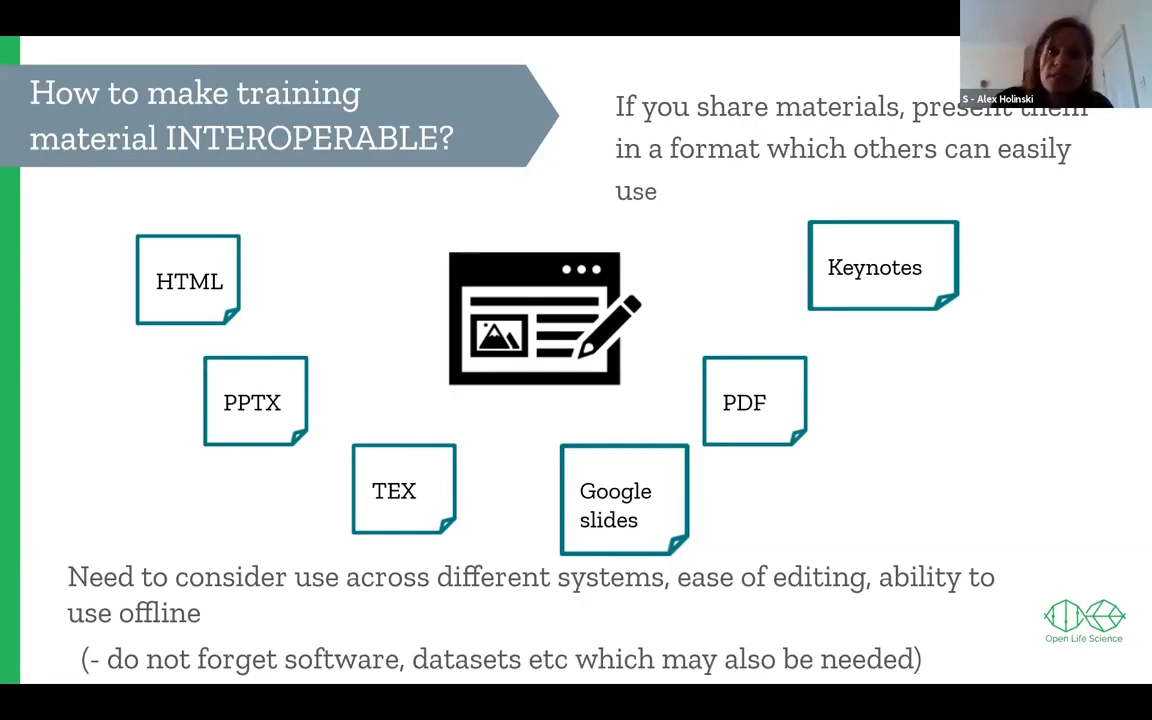 How to make training
material INTEROPERABLE?
S - Alex Holinski
If you share materials, present them
in a format which others can easily
use
HTML
Keynotes
PPTX
PDF
TEX
Google
slides
Need to consider use across different systems, ease of editing, ability to
use offline
(- do not forget software, datasets etc which may also be needed)
Open Life Science